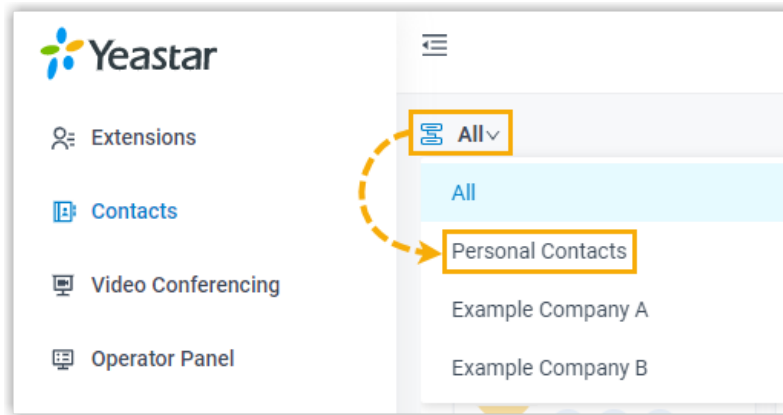 Yeastar
Extensions
Contacts
Video Conferencing
Operator Panel
All
All
Personal Contacts
Example Company A
Example Company B